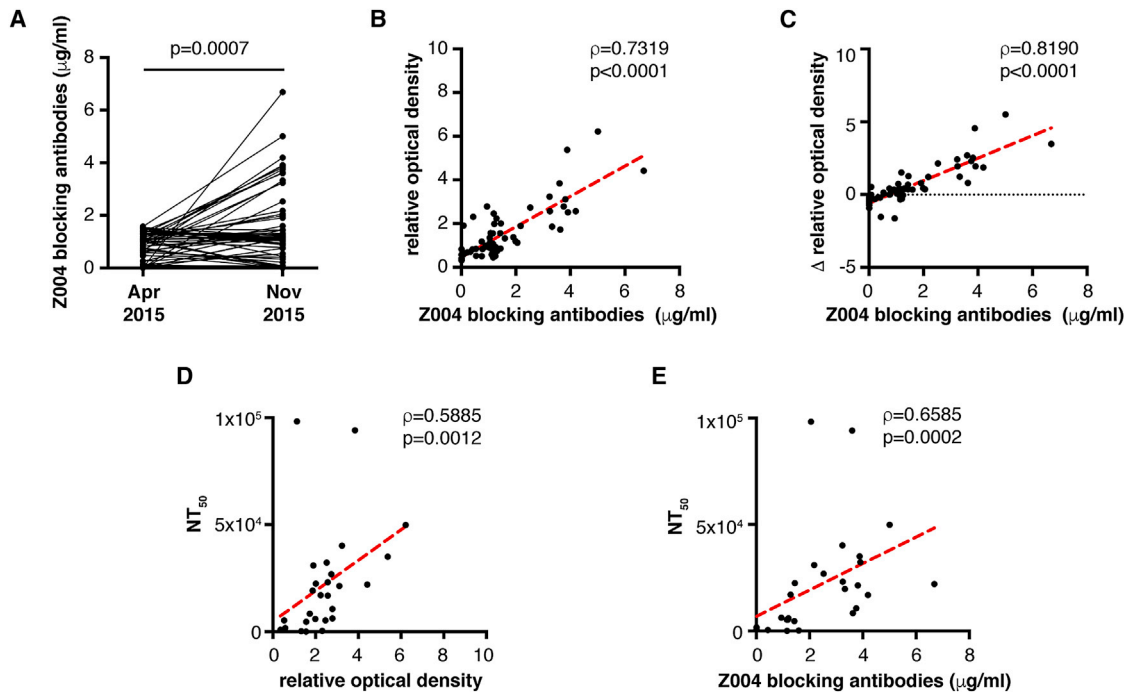 A
Z004 blocking antibodies (μg/ml)
p=0.0007
8
6
4
2
0
Apr
2015
Nov
2015
B
relative optical density
ρ=0.7319
p<0.0001
10
8
6
4
2
0
0 2 4 6 8
Z004 blocking antibodies (μg/ml)
C
Δ relative optical density
ρ=0.8190
p<0.0001
10
5
0
-5
0 2 4 6 8
Z004 blocking antibodies (μg/ml)
D
NT50
ρ=0.5885
p=0.0012
1x10⁵
5x10⁴
0
0 2 4 6 8 10
relative optical density
E
NT50
ρ=0.6585
p=0.0002
1x10⁵
5x10⁴
0
0 2 4 6 8
Z004 blocking antibodies (μg/ml)